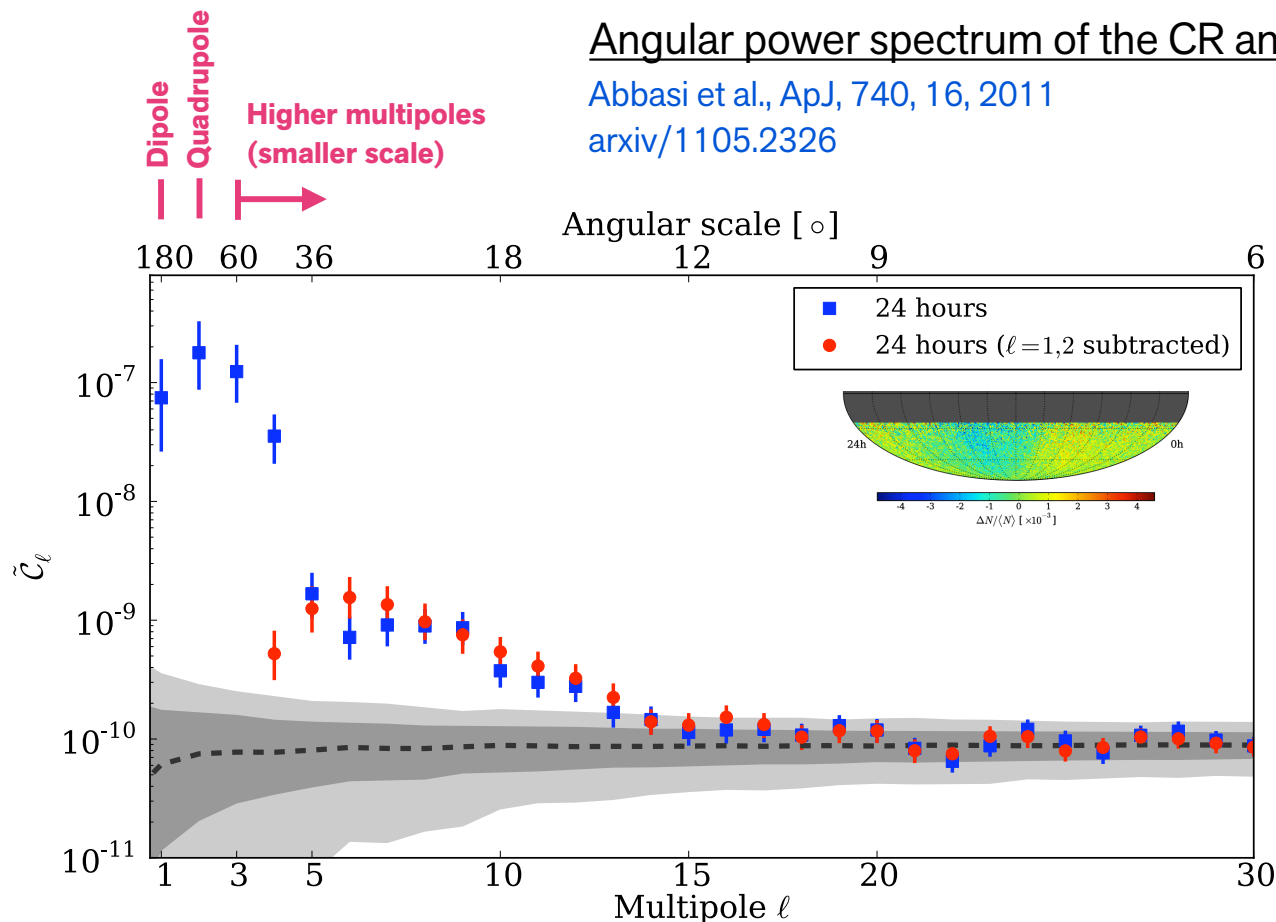 Angular power spectrum of the CR an
Abbasi et al., ApJ, 740, 16, 2011
arxiv/1105.2326
Dipole
Quadrupole
Higher multipoles
(smaller scale)
Angular scale [ ∘ ]
180 60 36 18 12 9 6
24 hours
24 hours (ℓ=1,2 subtracted)
24h 0h
-4 -3 -2 -1 0 1 2 3 4
ΔN/⟨N⟩ [ ×10⁻³ ]
10⁻⁷
10⁻⁸
10⁻⁹
10⁻¹⁰
10⁻¹¹
C̃ℓ
1 3 5 10 15 20 30
Multipole ℓ